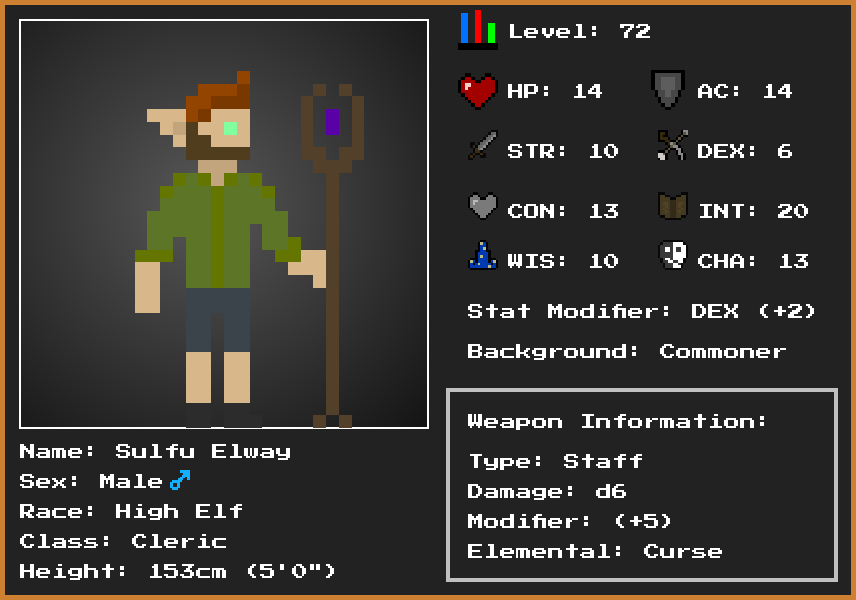 Level: 72
HP: 14 AC: 14
STR: 10 DEX: 6
CON: 13 INT: 20
WIS: 10 CHA: 13
Stat Modifier: DEX (+2)
Background: Commoner
Weapon Information:
Type: Staff
Damage: d6
Modifier: (+5)
Elemental: Curse
Name: Sulfu Elway
Sex: Male ♂
Race: High Elf
Class: Cleric
Height: 153cm (5'0")